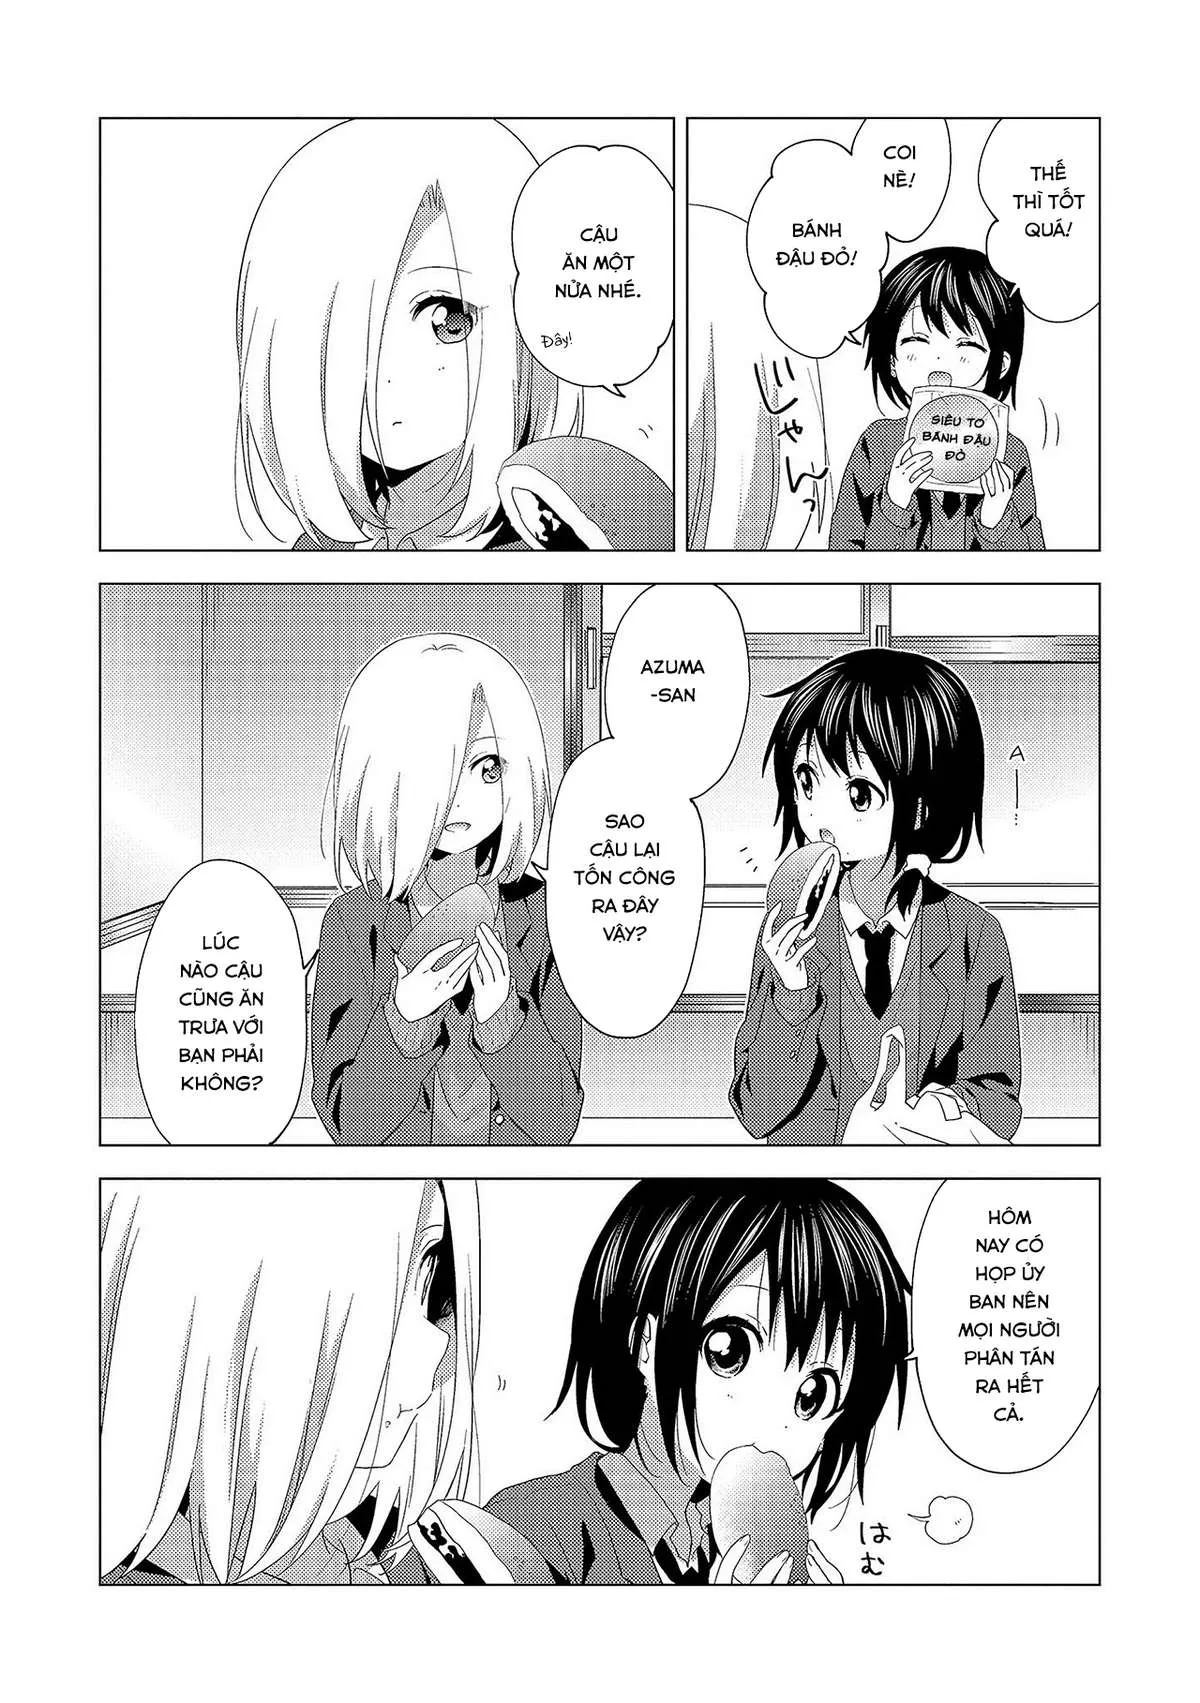 THẾ
THÌ TỐT
QUÁ!
COI
NÈ!
BÁNH
ĐẬU ĐỎ!
SIÊU TO
BÁNH ĐẬU
ĐỎ
じゃんっ
CẬU
ĂN MỘT
NỬA NHÉ.
Đây!
A
AZUMA
-SAN
SAO
CẬU LẠI
TỐN CÔNG
RA ĐÂY
VẬY?
LÚC
NÀO CẬU
CŨNG ĂN
TRƯA VỚI
BẠN PHẢI
KHÔNG?
HÔM
NAY CÓ
HỌP ỦY
BAN NÊN
MỌI NGƯỜI
PHÂN TÁN
RA HẾT
CẢ.
はむ